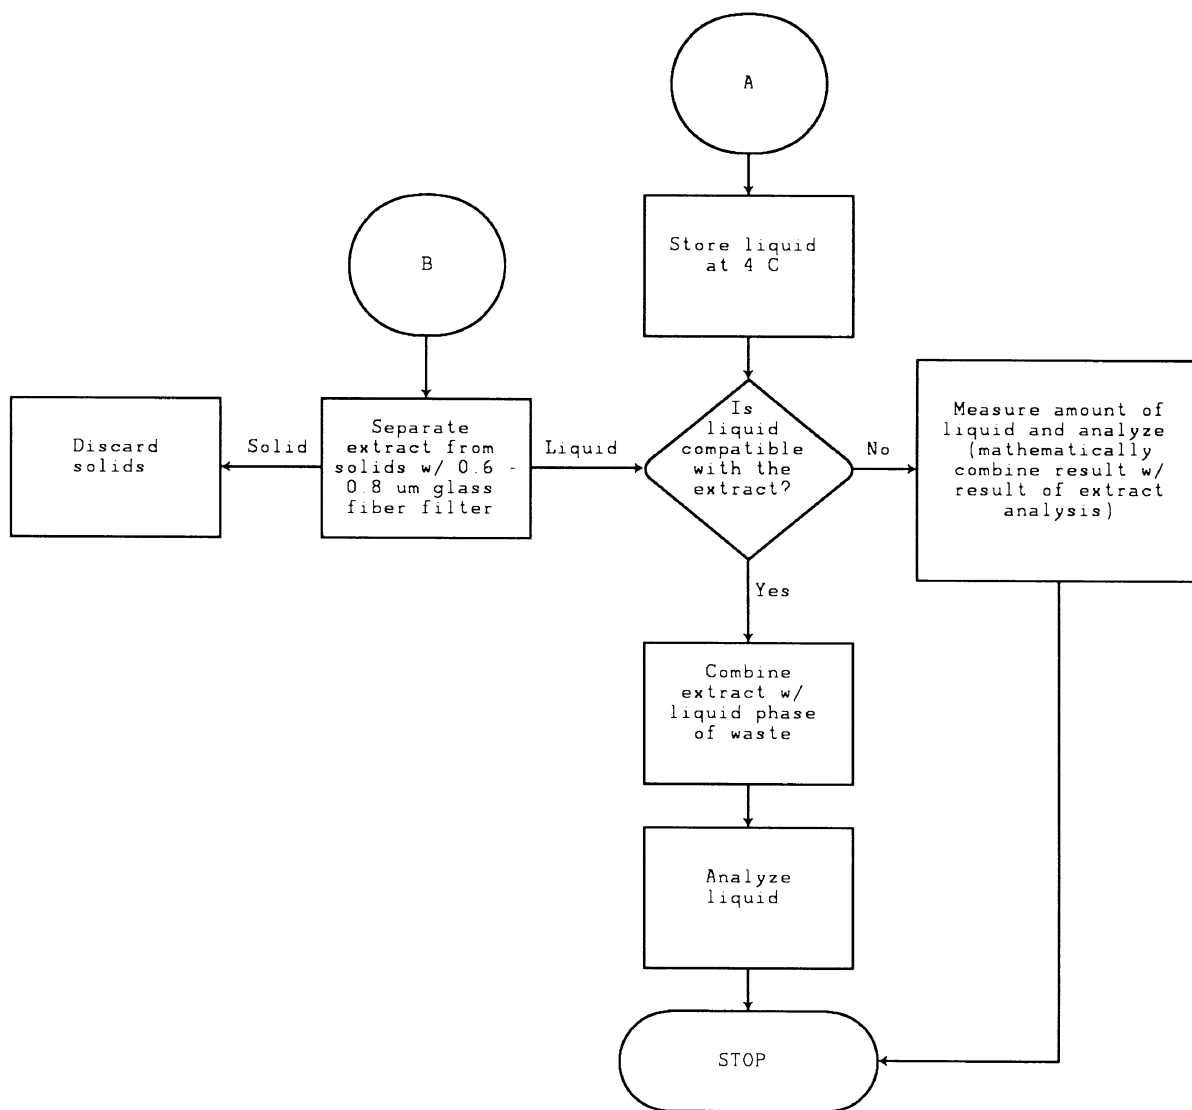 A
Store liquid
at 4 C
B
Separate
extract from
solids w/ 0.6 -
0.8 um glass
fiber filter
Solid
Discard
solids
Liquid
Is
liquid
compatible
with the
extract?
No
Measure amount of
liquid and analyze
(mathematically
combine result w/
result of extract
analysis)
Yes
Combine
extract w/
liquid phase
of waste
Analyze
liquid
STOP